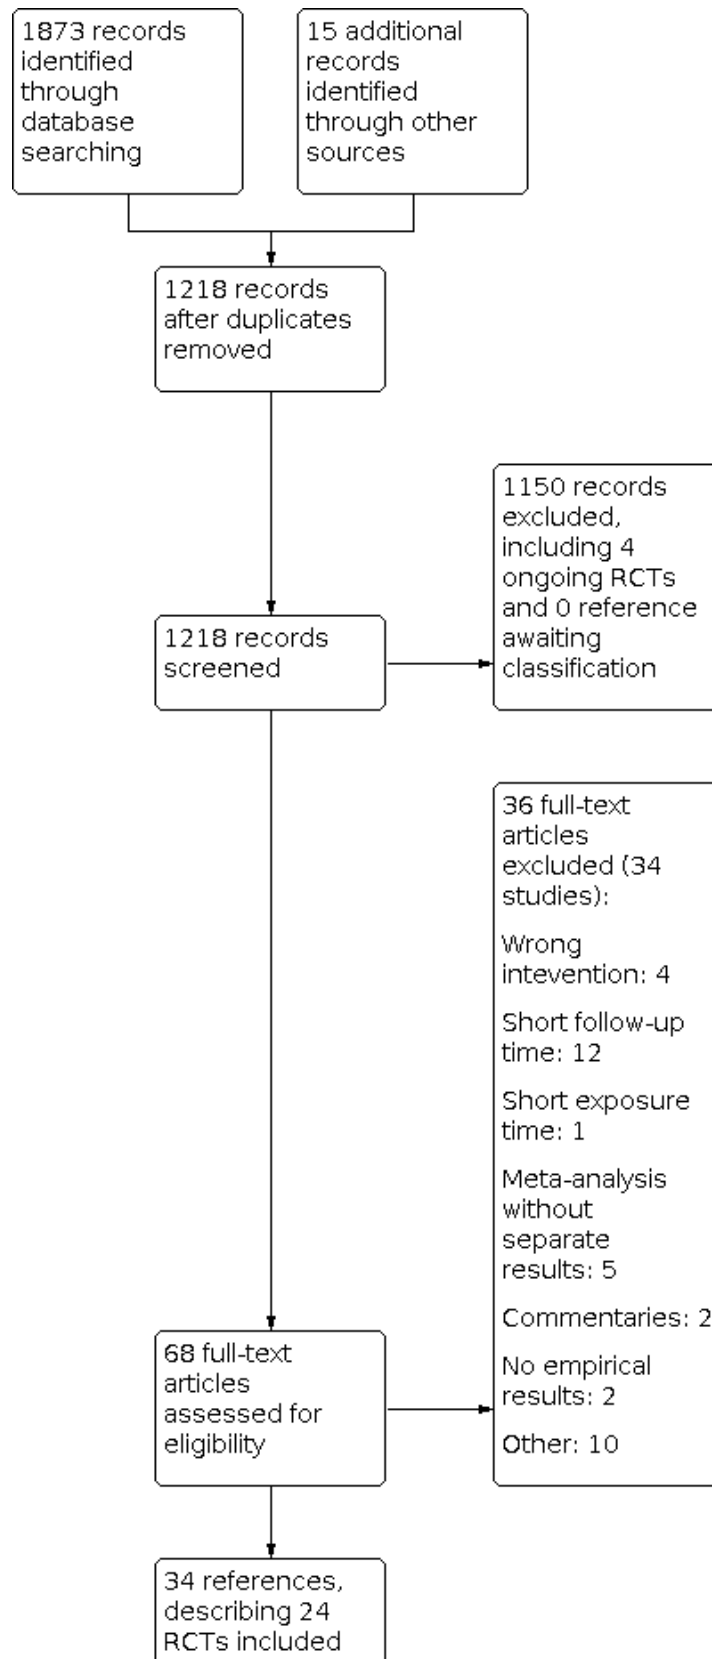 1873 records
identified
through
database
searching
15 additional
records
identified
through other
sources
1218 records
after duplicates
removed
1150 records
excluded,
including 4
ongoing RCTs
and 0 reference
awaiting
classification
1218 records
screened
36 full-text
articles
excluded (34
studies):
Wrong
intevention: 4
Short follow-up
time: 12
Short exposure
time: 1
Meta-analysis
without
separate
results: 5
Commentaries: 2
No empirical
results: 2
Other: 10
68 full-text
articles
assessed for
eligibility
34 references,
describing 24
RCTs included